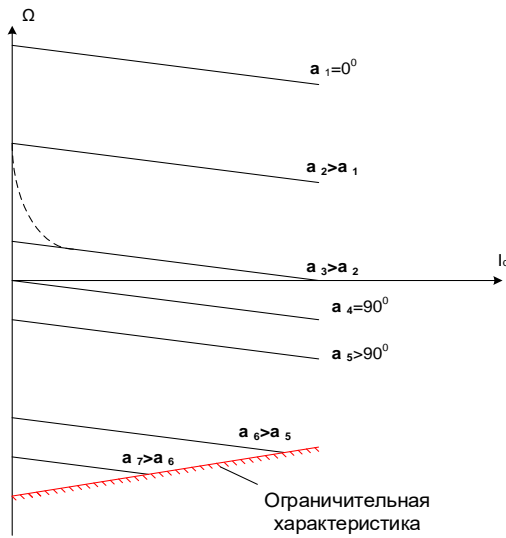 Ω
a 1=0⁰
a 2>a 1
a 3>a 2
I d
a 4=90⁰
a 5>90⁰
a 6>a 5
a 7>a 6
Ограничительная
характеристика